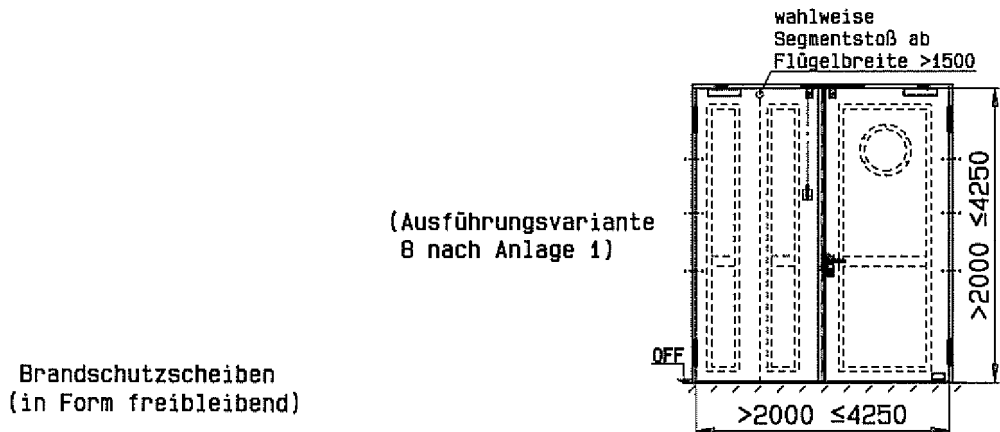 wahlweise
Segmentstoß ab
Flügelbreite >1500
(Ausführungsvariante
8 nach Anlage 1)
>2000 ≤4250
OFF
Brandschutzscheiben
(in Form freibleibend)
>2000 ≤4250